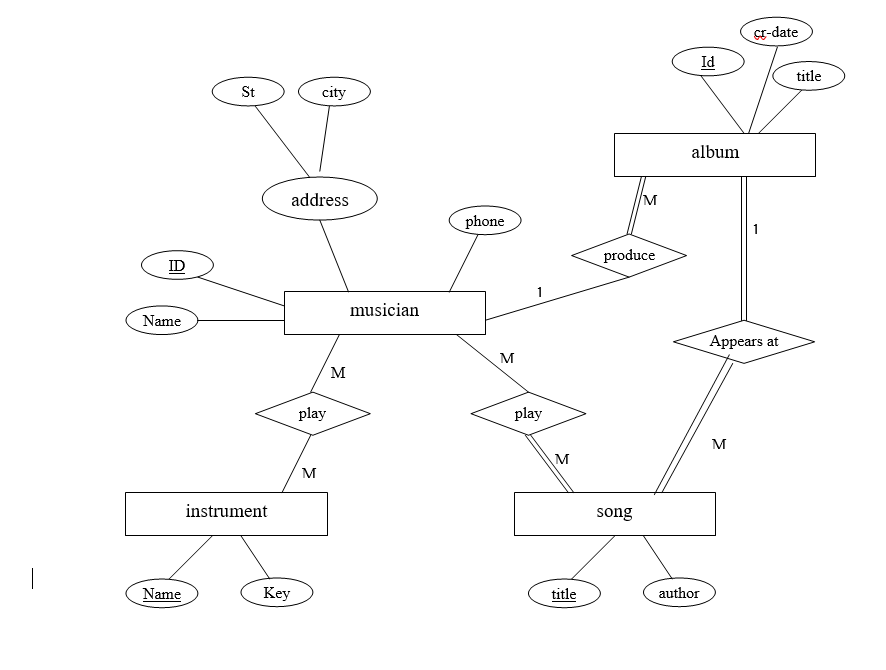 cr-date
Id
title
St
city
album
address
M
phone
1
produce
ID
1
musician
Name
Appears at
M
M
play
play
M
M
M
instrument
song
Name
Key
title
author